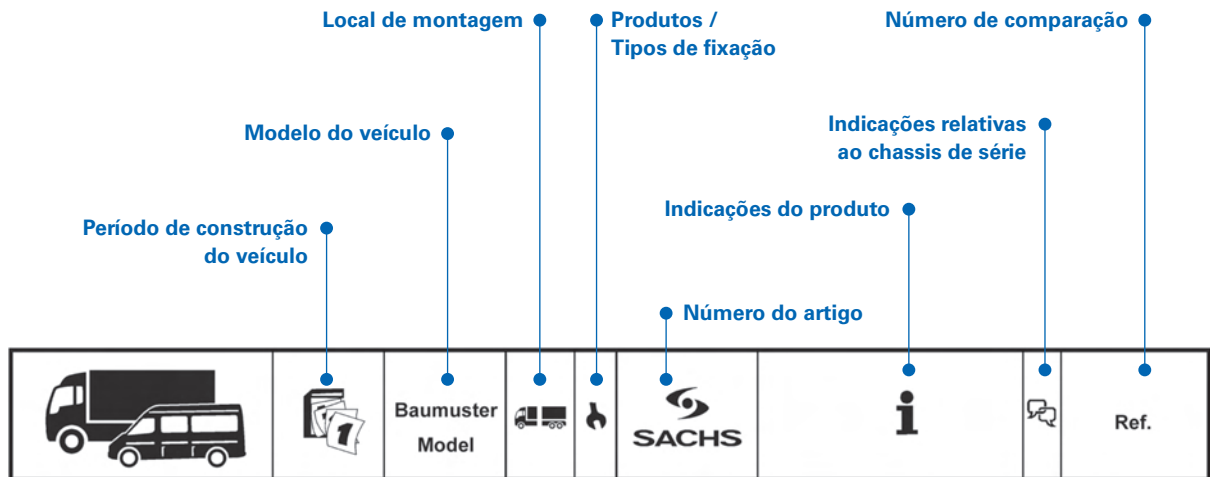 Local de montagem
Produtos /
Tipos de fixação
Número de comparação
Modelo do veículo
Indicações relativas
ao chassis de série
Período de construção
do veículo
Indicações do produto
Número do artigo
Baumuster
Model
1
SACHS
i
Ref.